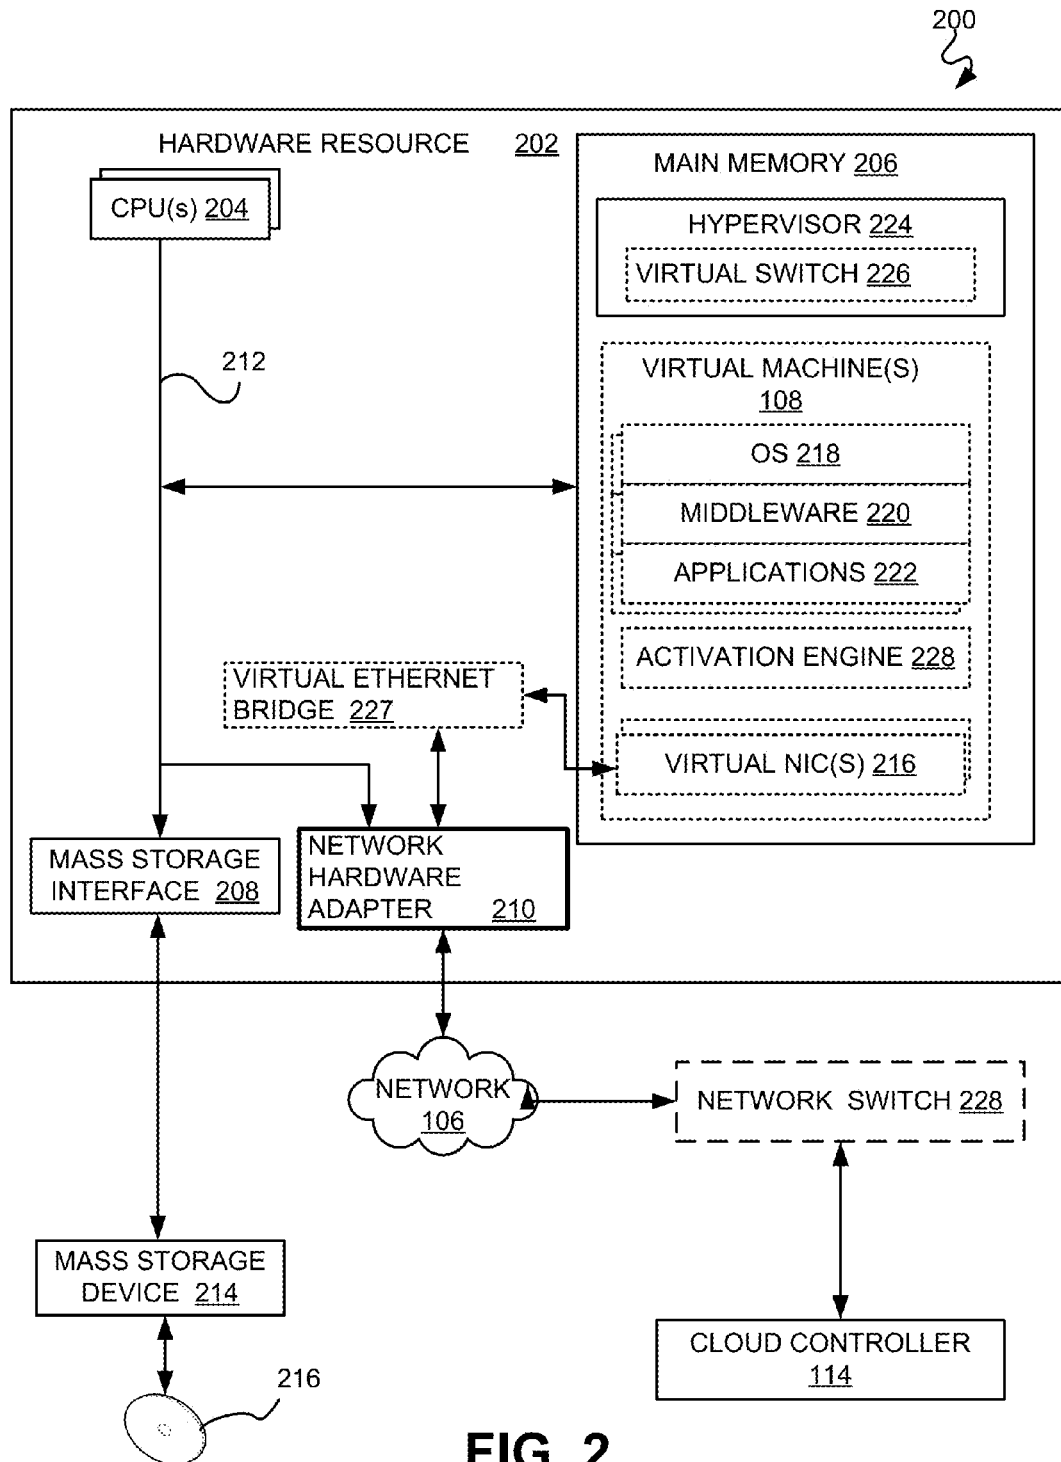 200
HARDWARE RESOURCE 202
CPU(s) 204
212
MAIN MEMORY 206
HYPERVISOR 224
VIRTUAL SWITCH 226
VIRTUAL MACHINE(S)
108
OS 218
MIDDLEWARE 220
APPLICATIONS 222
ACTIVATION ENGINE 228
VIRTUAL NIC(S) 216
VIRTUAL ETHERNET
BRIDGE 227
MASS STORAGE
INTERFACE 208
NETWORK
HARDWARE
ADAPTER 210
NETWORK
106
NETWORK SWITCH 228
MASS STORAGE
DEVICE 214
CLOUD CONTROLLER
114
216
FIG. 2